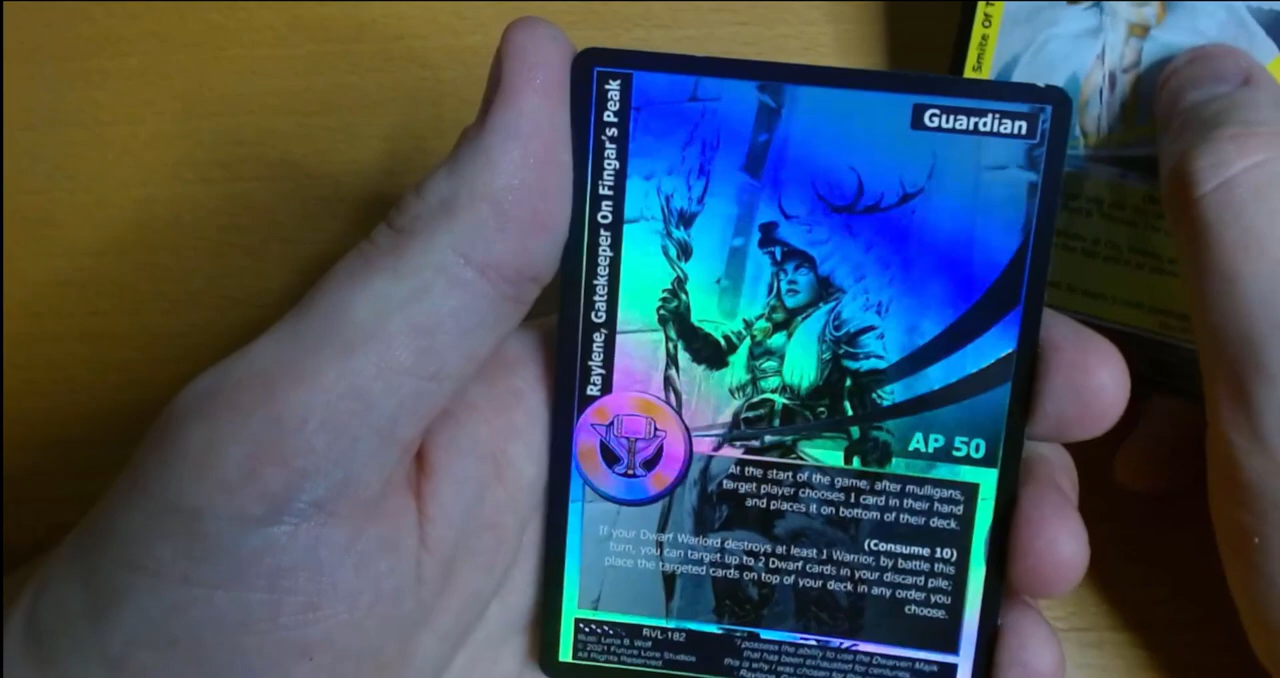 Raylene, Gatekeeper On Fingar's Peak
Guardian
AP 50
At the start of the game, after mulligans,
target player chooses 1 card in their hand
and places it on bottom of their deck.
(Consume 10)
If your Dwarf Warlord destroys at least 1 Warrior, by battle this
turn, you can target up to 2 Dwarf cards in your discard pile;
place the targeted cards on top of your deck in any order you
choose.
RVL-182
Illust: Lena B. Wolf
© 2021 Future Lore Studios
All Rights Reserved.
"I possess the ability to use the Dwarven Majik
that has been exhausted for centuries
this is why I was chosen for this
Smite Of